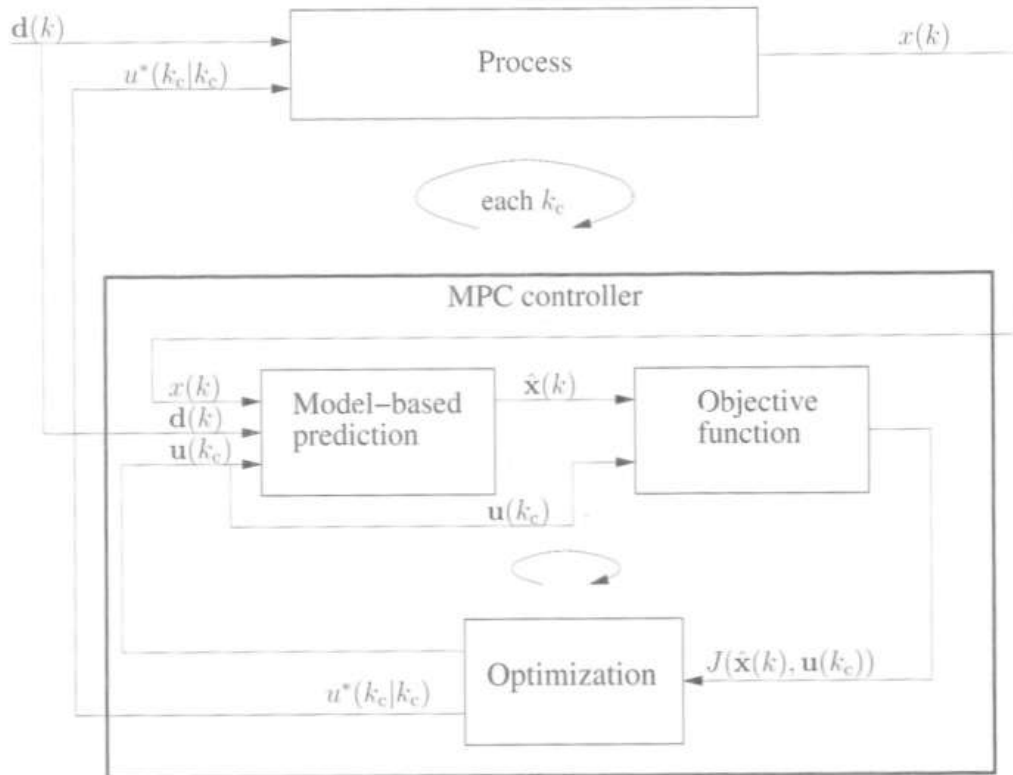 d(k)
x(k)
Process
u*(k_c|k_c)
each k_c
MPC controller
x(k)
x̂(k)
Model–based
prediction
Objective
function
d(k)
u(k_c)
u(k_c)
Optimization
J(x̂(k), u(k_c))
u*(k_c|k_c)